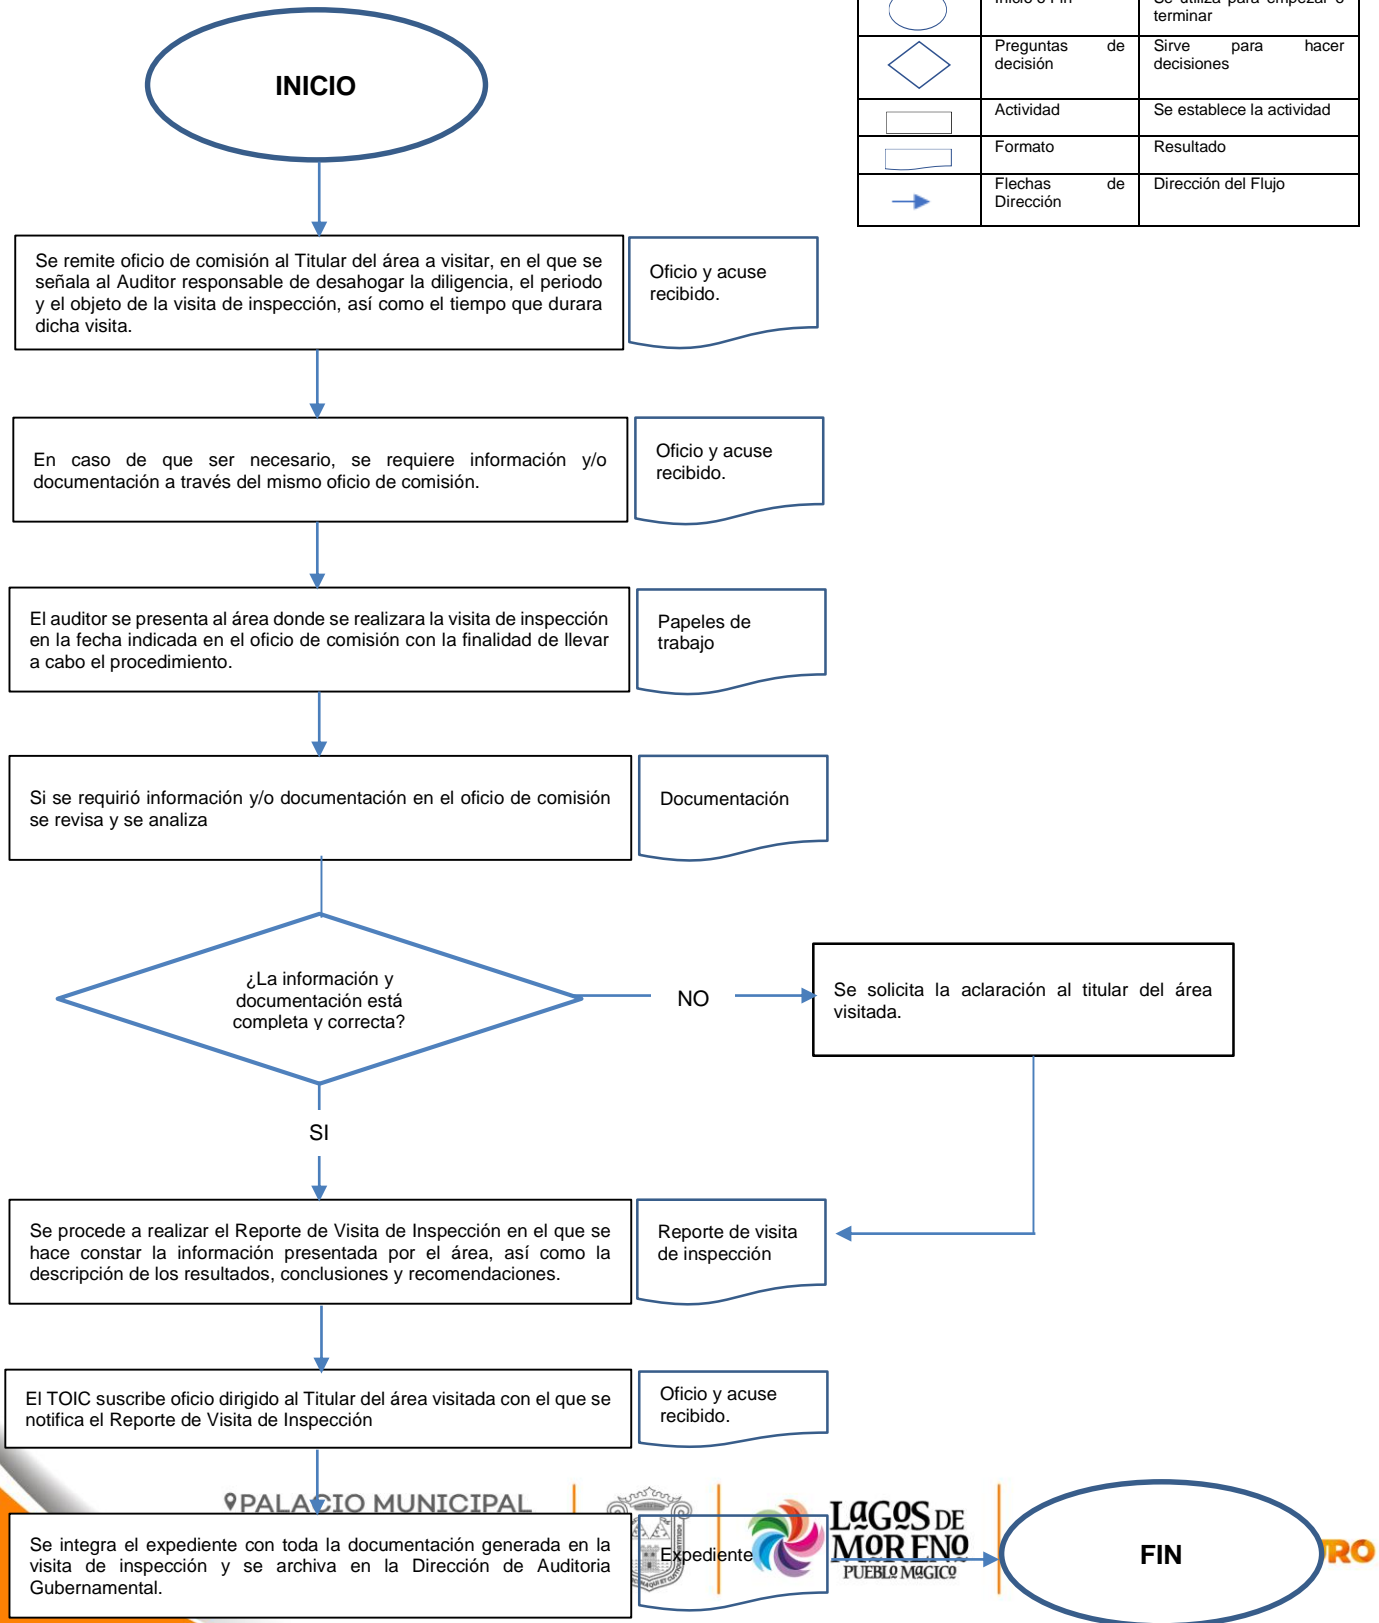 Inicio o Fin
Se utiliza para empezar o
terminar
Preguntas de
decisión
Sirve para hacer
decisiones
Actividad
Se establece la actividad
Formato
Resultado
Flechas de
Dirección
Dirección del Flujo
INICIO
Se remite oficio de comisión al Titular del área a visitar, en el que se
señala al Auditor responsable de desahogar la diligencia, el periodo
y el objeto de la visita de inspección, así como el tiempo que durara
dicha visita.
Oficio y acuse
recibido.
En caso de que ser necesario, se requiere información y/o
documentación a través del mismo oficio de comisión.
Oficio y acuse
recibido.
El auditor se presenta al área donde se realizara la visita de inspección
en la fecha indicada en el oficio de comisión con la finalidad de llevar
a cabo el procedimiento.
Papeles de
trabajo
Si se requirió información y/o documentación en el oficio de comisión
se revisa y se analiza
Documentación
¿La información y
documentación está
completa y correcta?
NO
Se solicita la aclaración al titular del área
visitada.
SI
Se procede a realizar el Reporte de Visita de Inspección en el que se
hace constar la información presentada por el área, así como la
descripción de los resultados, conclusiones y recomendaciones.
Reporte de visita
de inspección
El TOIC suscribe oficio dirigido al Titular del área visitada con el que se
notifica el Reporte de Visita de Inspección
Oficio y acuse
recibido.
PALACIO MUNICIPAL
Se integra el expediente con toda la documentación generada en la
visita de inspección y se archiva en la Dirección de Auditoria
Gubernamental.
Expediente
LAGOS DE
MORENO
PUEBLO MAGICO
FIN